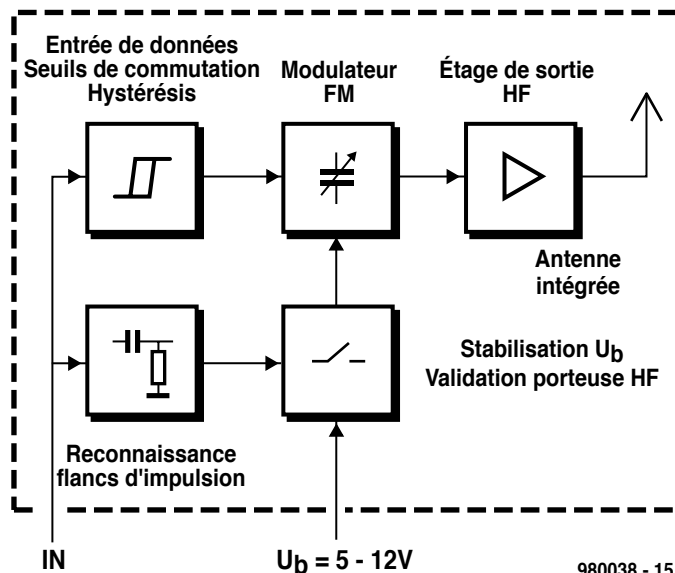 Entrée de données
Seuils de commutation
Hystérésis
Modulateur
FM
Étage de sortie
HF
Antenne
intégrée
Stabilisation Ub
Validation porteuse HF
Reconnaissance
flancs d'impulsion
IN
Ub = 5 - 12V
980038 - 15